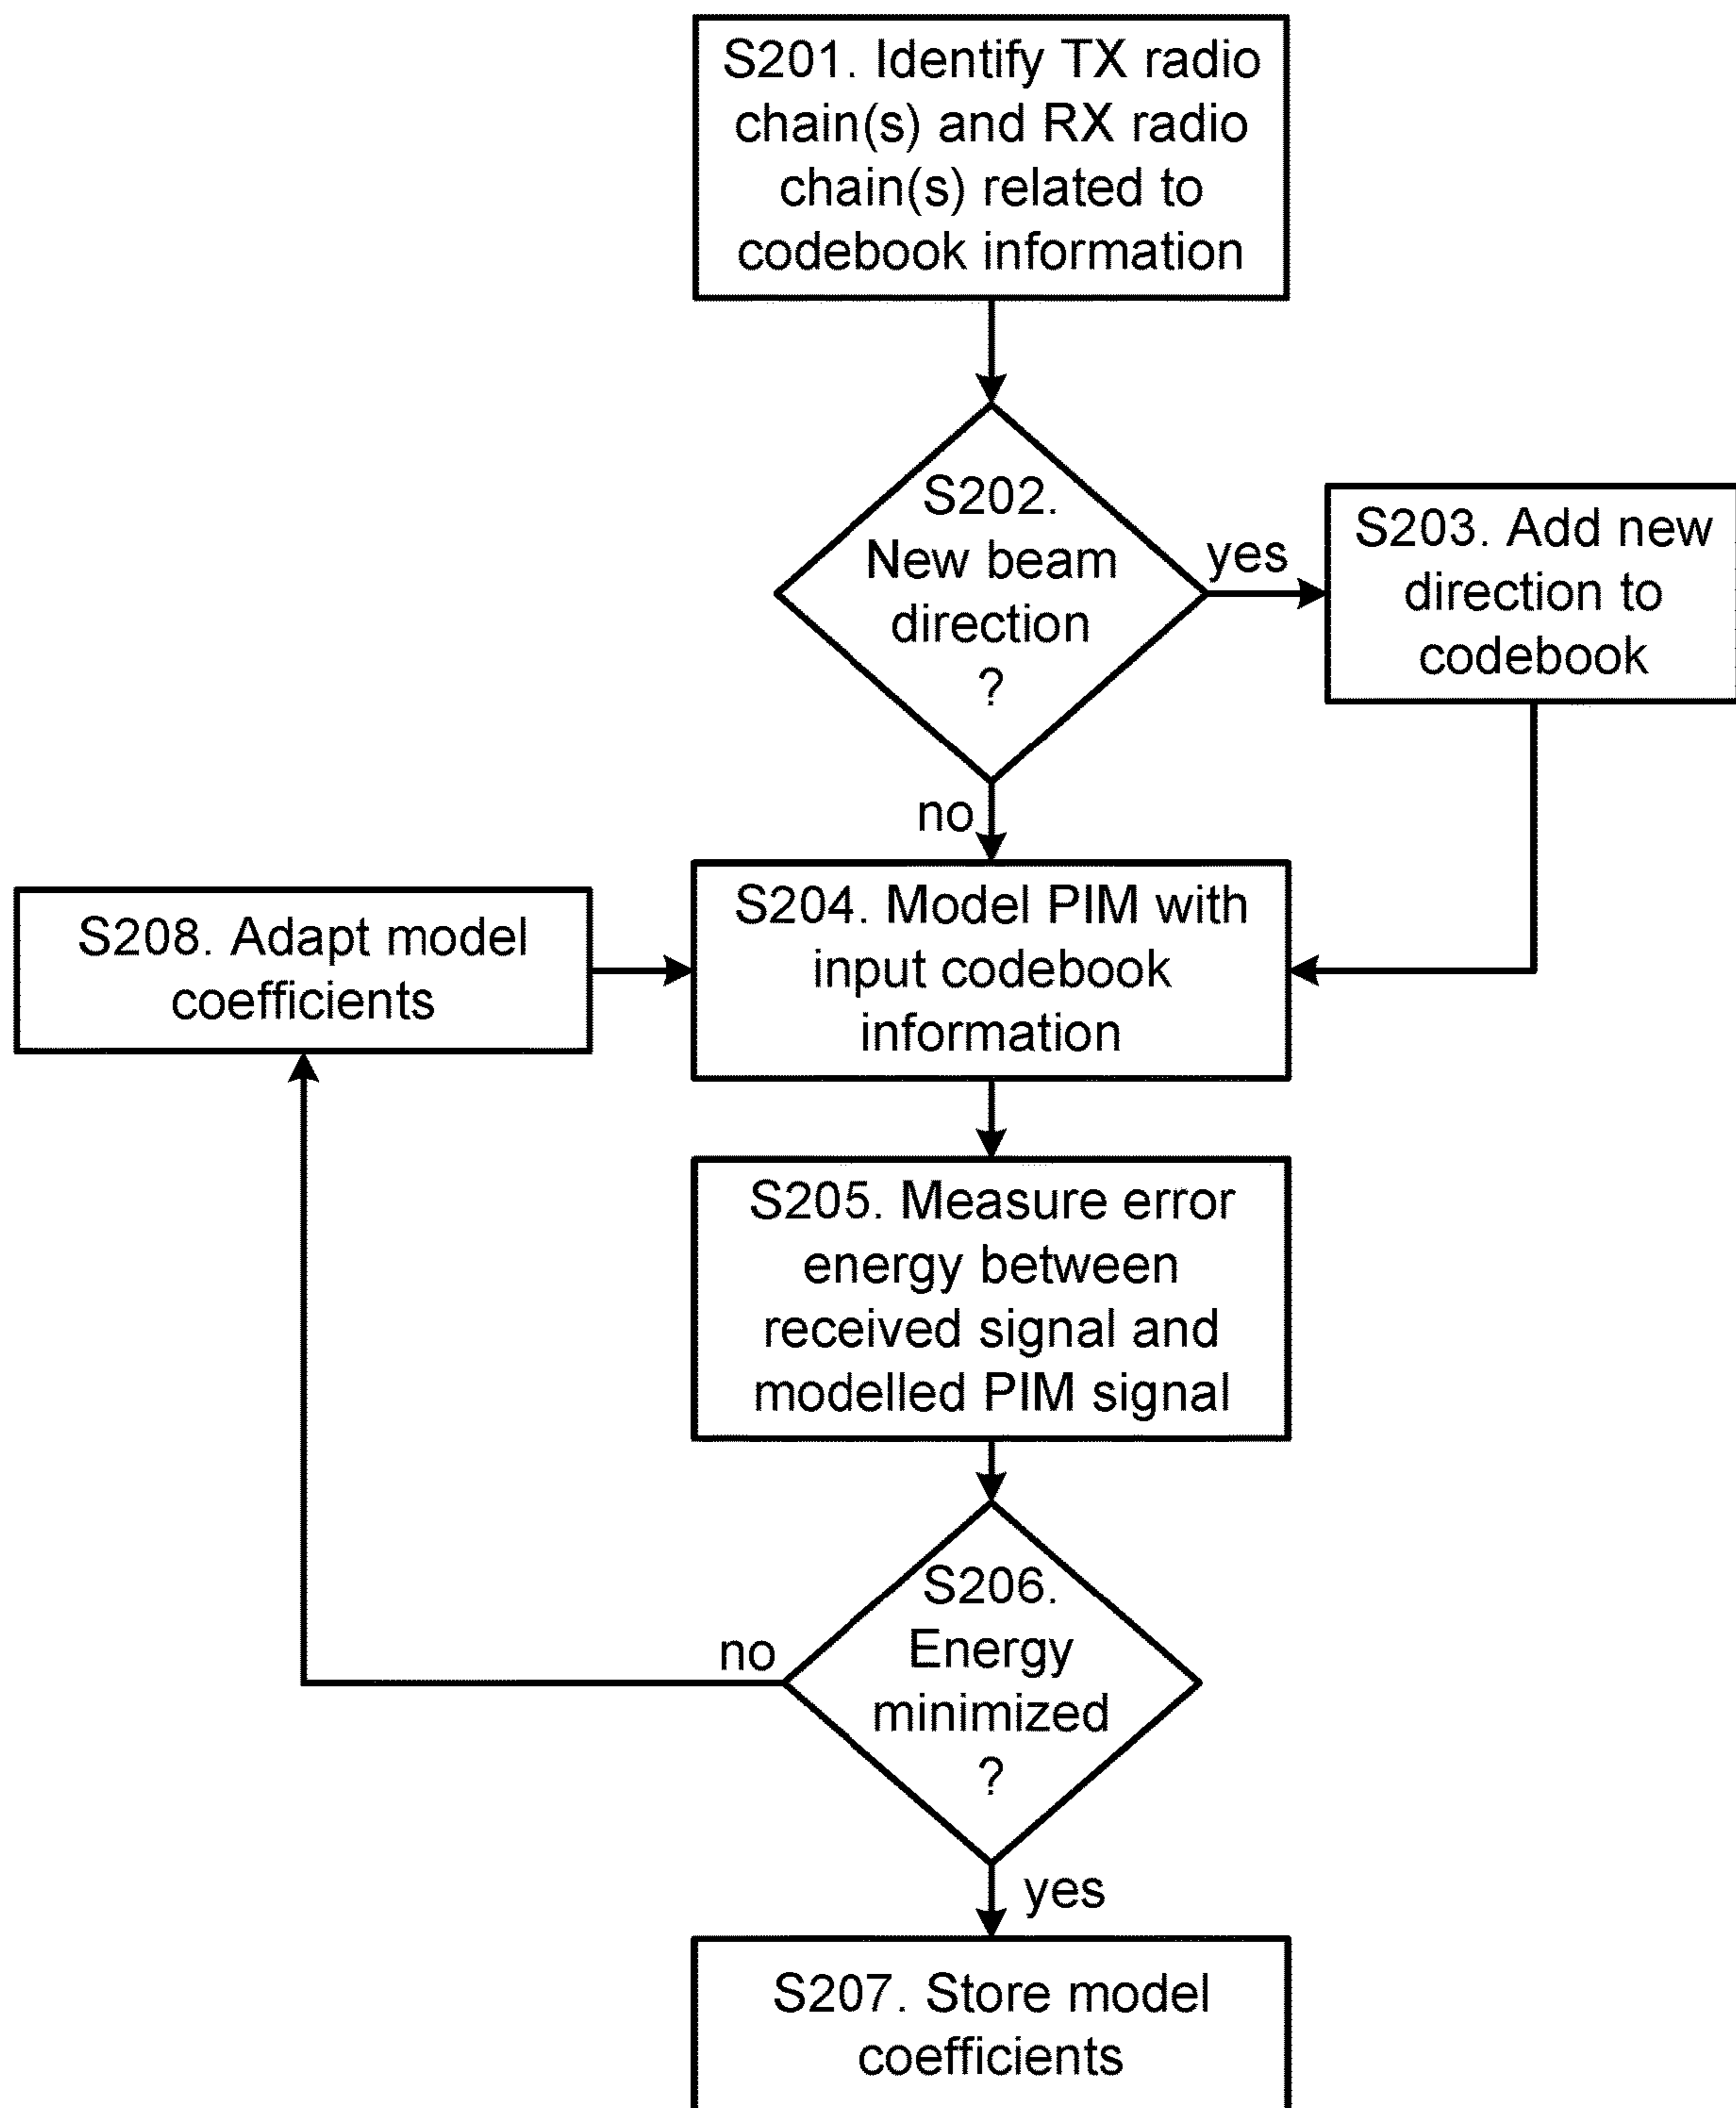 S201. Identify TX radio
chain(s) and RX radio
chain(s) related to
codebook information
S202.
New beam
direction
?
yes
S203. Add new
direction to
codebook
no
S204. Model PIM with
input codebook
information
S208. Adapt model
coefficients
S205. Measure error
energy between
received signal and
modelled PIM signal
S206.
Energy
minimized
?
no
yes
S207. Store model
coefficients